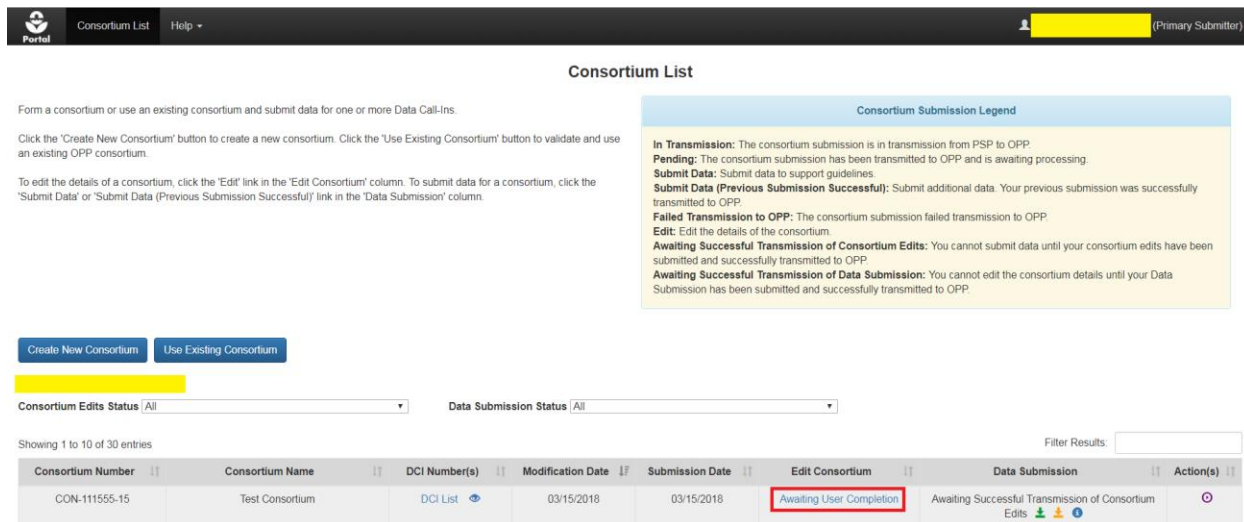 Portal
Consortium List
Help
(Primary Submitter)
Consortium List
Form a consortium or use an existing consortium and submit data for one or more Data Call-Ins.
Click the 'Create New Consortium' button to create a new consortium. Click the 'Use Existing Consortium' button to validate and use
an existing OPP consortium.
To edit the details of a consortium, click the 'Edit' link in the 'Edit Consortium' column. To submit data for a consortium, click the
'Submit Data' or 'Submit Data (Previous Submission Successful)' link in the 'Data Submission' column.
Consortium Submission Legend
In Transmission: The consortium submission is in transmission from PSP to OPP.
Pending: The consortium submission has been transmitted to OPP and is awaiting processing.
Submit Data: Submit data to support guidelines.
Submit Data (Previous Submission Successful): Submit additional data. Your previous submission was successfully
transmitted to OPP.
Failed Transmission to OPP: The consortium submission failed transmission to OPP.
Edit: Edit the details of the consortium.
Awaiting Successful Transmission of Consortium Edits: You cannot submit data until your consortium edits have been
submitted and successfully transmitted to OPP.
Awaiting Successful Transmission of Data Submission: You cannot edit the consortium details until your Data
Submission has been submitted and successfully transmitted to OPP.
Create New Consortium
Use Existing Consortium
Consortium Edits Status All
Data Submission Status All
Showing 1 to 10 of 30 entries
Filter Results:
Consortium Number Consortium Name DCI Number(s) Modification Date Submission Date Edit Consortium Data Submission Action(s)
CON-111555-15 Test Consortium DCI List 03/15/2018 03/15/2018 Awaiting User Completion Awaiting Successful Transmission of Consortium
Edits